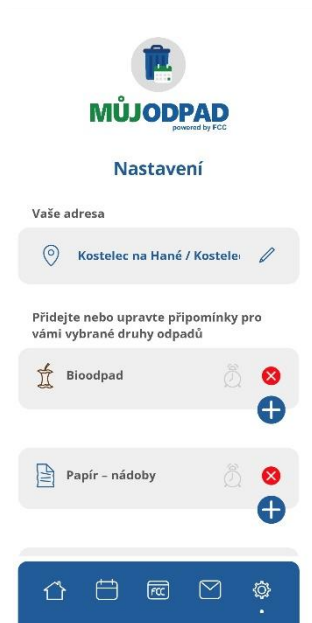 MŮJODPAD
powered by FCC
Nastavení
Vaše adresa
Kostelec na Hané / Kostele
Přidejte nebo upravte připomínky pro
vámi vybrané druhy odpadů
Bioodpad
Papír – nádoby
FCC